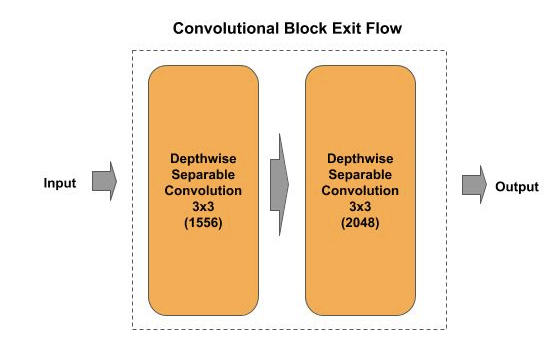 Convolutional Block Exit Flow
Input
Depthwise
Separable
Convolution
3x3
(1556)
Depthwise
Separable
Convolution
3x3
(2048)
Output